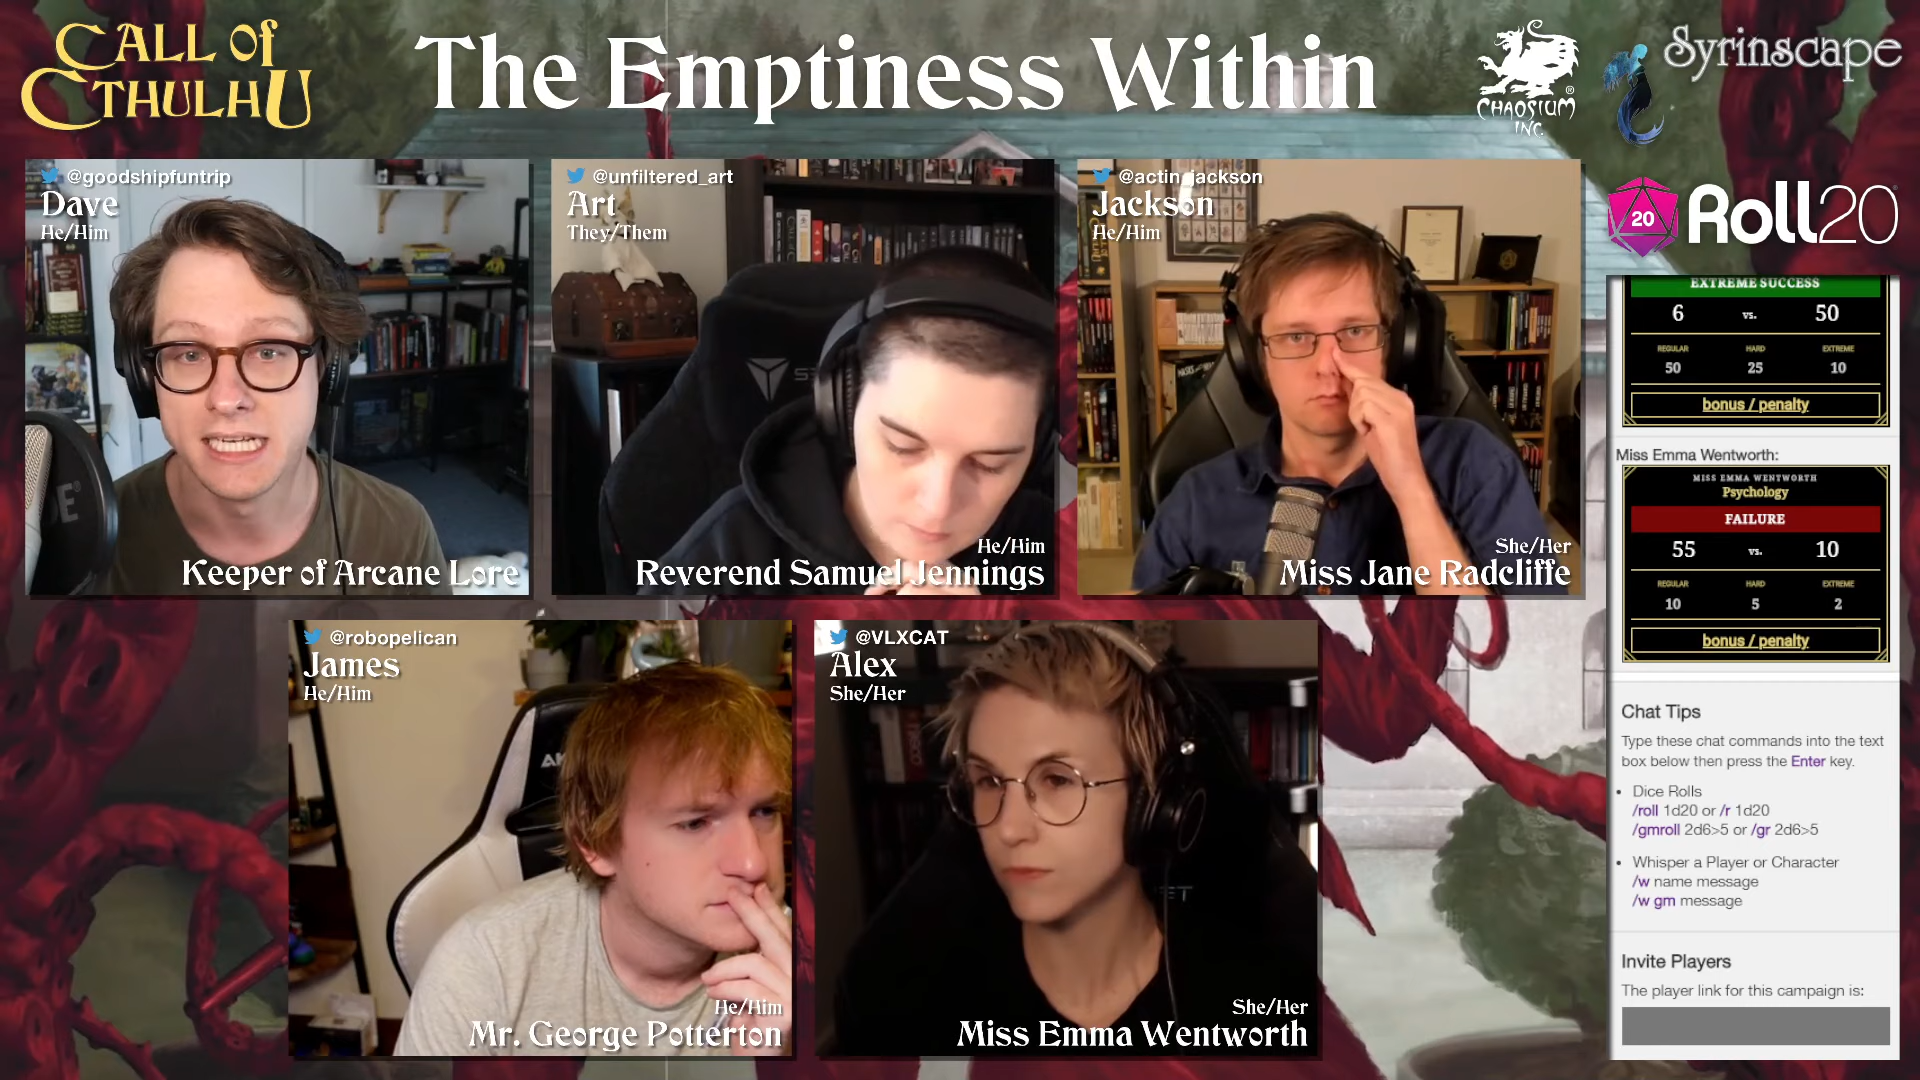 CALL of
CTHULHU
The Emptiness Within
CHAOSIUM
INC.
®
Syrinscape
@goodshipfuntrip
Dave
He/Him
Keeper of Arcane Lore
@unfiltered_art
Art
They/Them
He/Him
Reverend Samuel Jennings
@actin_jackson
Jackson
He/Him
She/Her
Miss Jane Radcliffe
20
Roll20
EXTREME SUCCESS
6 vs. 50
REGULAR HARD EXTREME
50 25 10
bonus / penalty
Miss Emma Wentworth:
MISS EMMA WENTWORTH
Psychology
FAILURE
55 vs. 10
REGULAR HARD EXTREME
10 5 2
bonus / penalty
@robopelican
James
He/Him
He/Him
Mr. George Potterton
@VLXCAT
Alex
She/Her
She/Her
Miss Emma Wentworth
Chat Tips
Type these chat commands into the text
box below then press the Enter key.
• Dice Rolls
/roll 1d20 or /r 1d20
/gmroll 2d6>5 or /gr 2d6>5
• Whisper a Player or Character
/w name message
/w gm message
Invite Players
The player link for this campaign is: